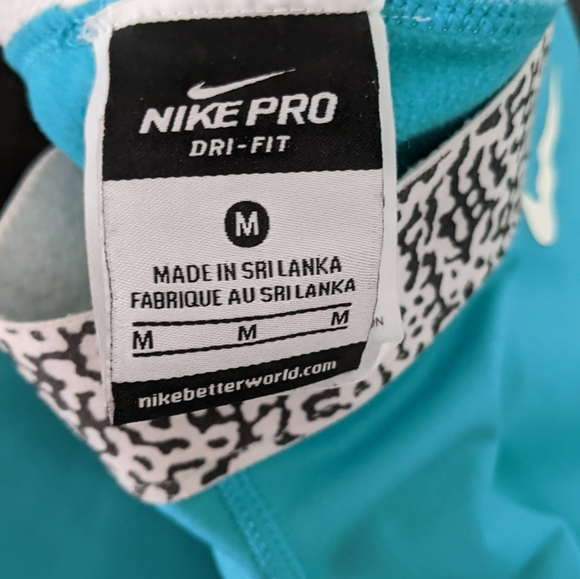 NIKE PRO
DRI-FIT
M
MADE IN SRI LANKA
FABRIQUE AU SRI LANKA
M M M
nikebetterworld.com